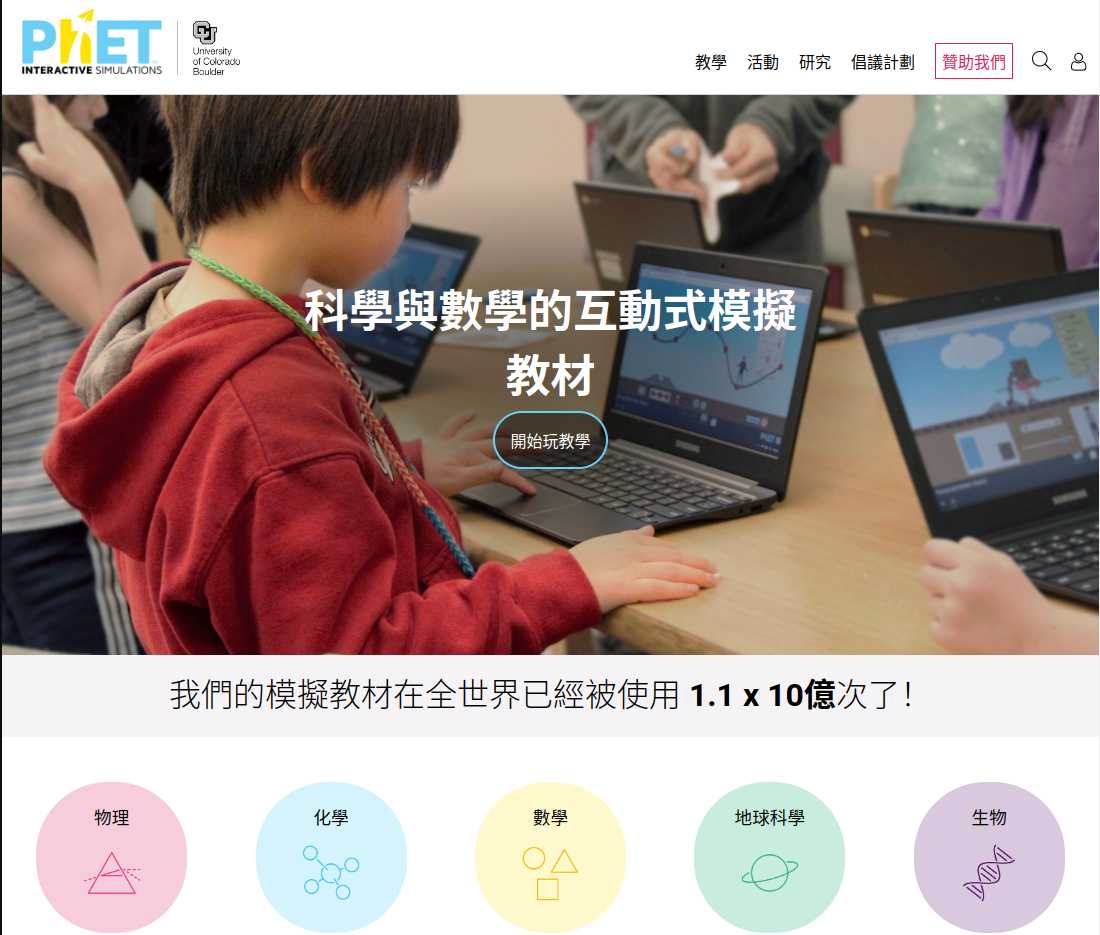 PhET
INTERACTIVE SIMULATIONS
CU
University
of Colorado
Boulder
教學 活動 研究 倡議計劃 贊助我們
科學與數學的互動式模擬
教材
開始玩教學
我們的模擬教材在全世界已經被使用 1.1 x 10億次了！
物理 化學 數學 地球科學 生物